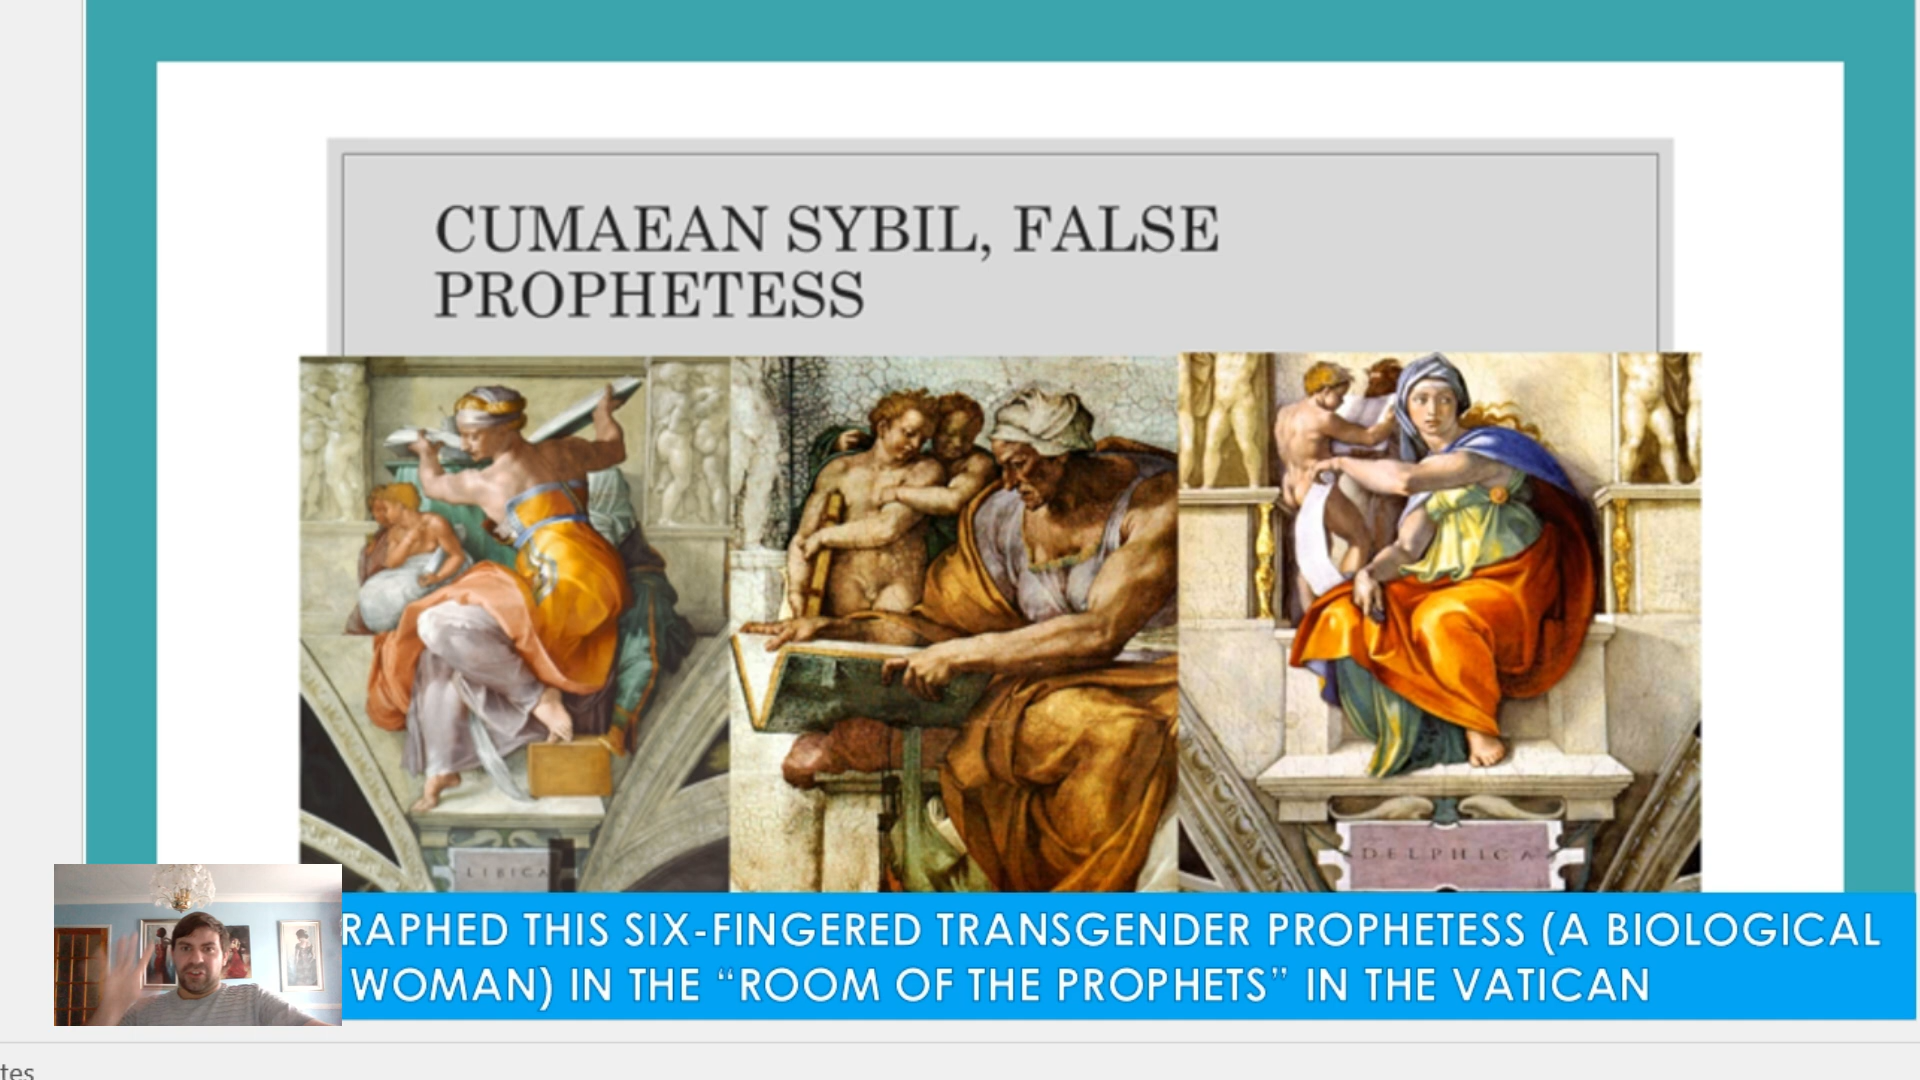 CUMAEAN SYBIL, FALSE
PROPHETESS
LIBICA
DELPHICA
RAPHED THIS SIX-FINGERED TRANSGENDER PROPHETESS (A BIOLOGICAL
WOMAN) IN THE “ROOM OF THE PROPHETS” IN THE VATICAN
tes